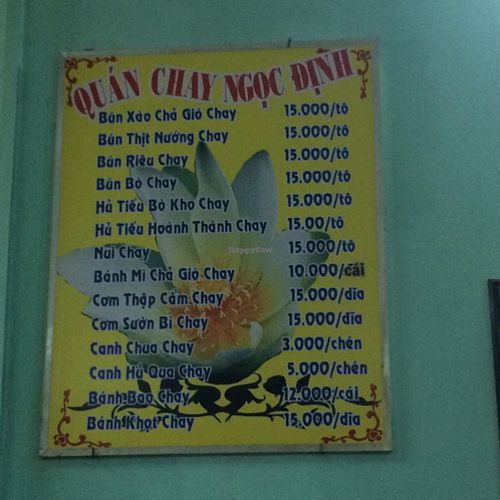 QUÁN CHAY NGỌC ĐỊNH
Bún Xào Chả Giò Chay 15.000/tô
Bún Thịt Nướng Chay 15.000/tô
Bún Riêu Chay 15.000/tô
Bún Bò Chay 15.000/tô
Hủ Tiếu Bò Kho Chay 15.000/tô
Hủ Tiếu Hoành Thánh Chay 15.00/tô
Nui Chay 15.000/tô
Bánh Mì Chả Giò Chay 10.000/cái
Cơm Thập Cẩm Chay 15.000/dĩa
Cơm Sườn Bì Chay 15.000/dĩa
Canh Chua Chay 3.000/chén
Canh Hủ Qua Chay 5.000/chén
Bánh Bao Chay 12.000/cái
Bánh Khọt Chay 15.000/dĩa
HappyCow